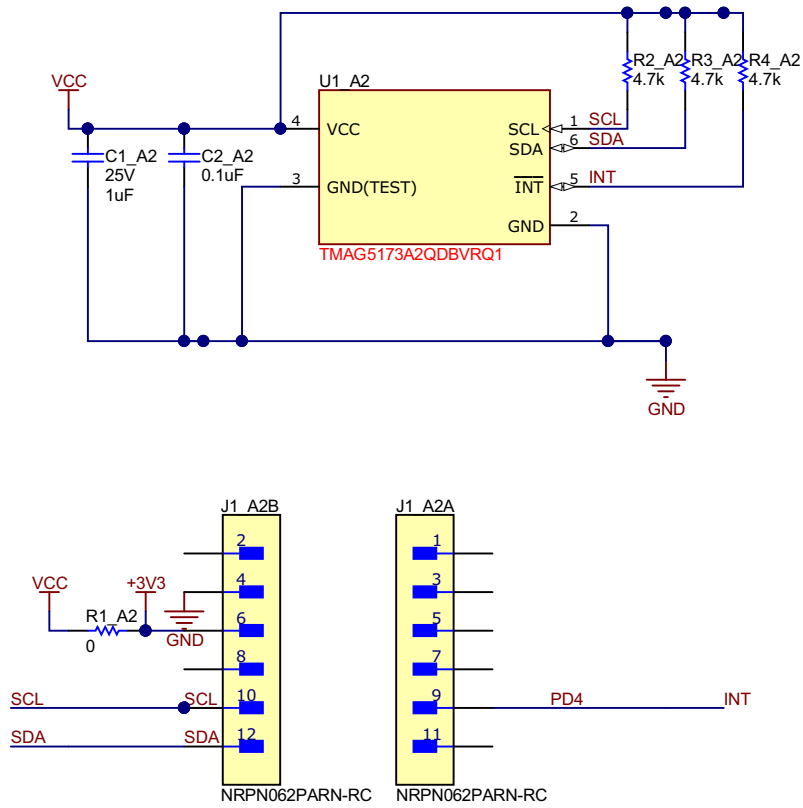 VCC
U1_A2
R2_A2
4.7k
R3_A2
4.7k
R4_A2
4.7k
C1_A2
25V
1uF
C2_A2
0.1uF
4
VCC
3
GND(TEST)
SCL
1
SCL
SDA
6
SDA
INT
5
INT
GND
2
TMAG5173A2QDBVRQ1
GND
J1_A2B
2
4
6
8
10
12
VCC
+3V3
R1_A2
0
GND
SCL
SCL
SDA
SDA
NRPN062PARN-RC
J1_A2A
1
3
5
7
9
11
PD4
INT
NRPN062PARN-RC